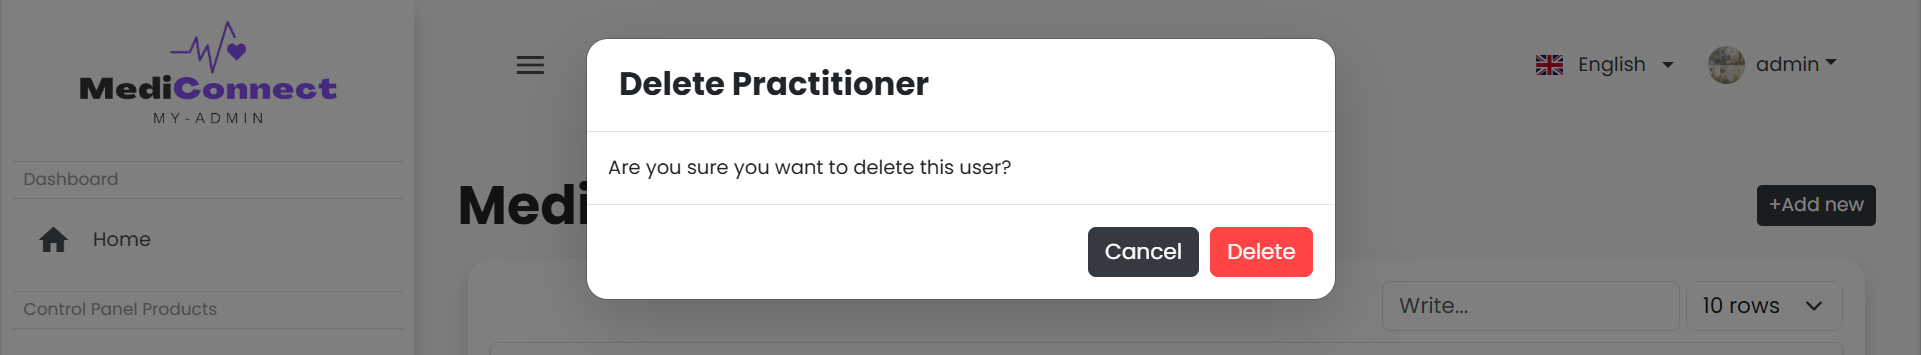 MediConnect
MY-ADMIN
Dashboard
Home
Control Panel Products
English
admin
Delete Practitioner
Are you sure you want to delete this user?
Cancel
Delete
Medi
+Add new
Write...
10 rows